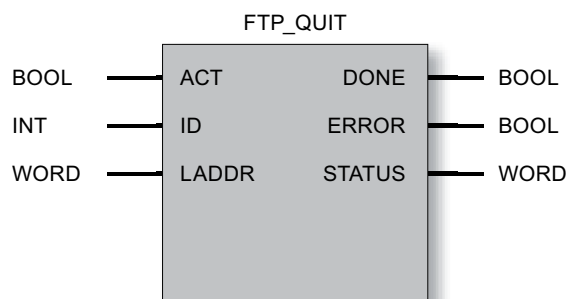 FTP_QUIT
BOOL ACT DONE BOOL
INT ID ERROR BOOL
WORD LADDR STATUS WORD